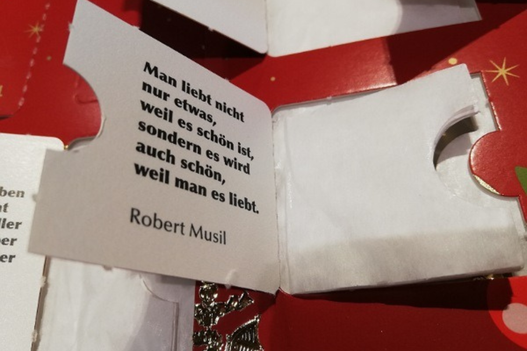 Man liebt nicht
nur etwas,
weil es schön ist,
sondern es wird
auch schön,
weil man es liebt.
Robert Musil